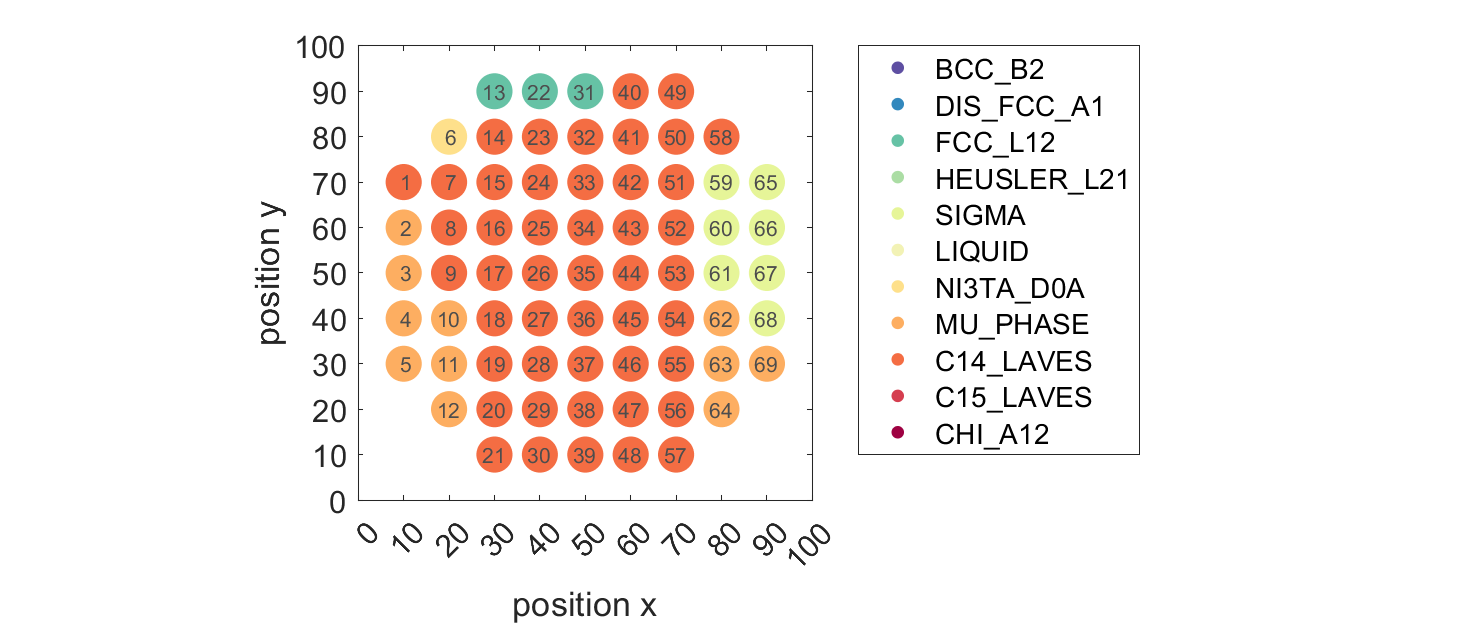 100
90
80
70
60
50
40
30
20
10
0
13 22 31 40 49
6 14 23 32 41 50 58
1 7 15 24 33 42 51 59 65
2 8 16 25 34 43 52 60 66
3 9 17 26 35 44 53 61 67
4 10 18 27 36 45 54 62 68
5 11 19 28 37 46 55 63 69
12 20 29 38 47 56 64
21 30 39 48 57
0 10 20 30 40 50 60 70 80 90 100
position x
position y
BCC_B2
DIS_FCC_A1
FCC_L12
HEUSLER_L21
SIGMA
LIQUID
NI3TA_D0A
MU_PHASE
C14_LAVES
C15_LAVES
CHI_A12